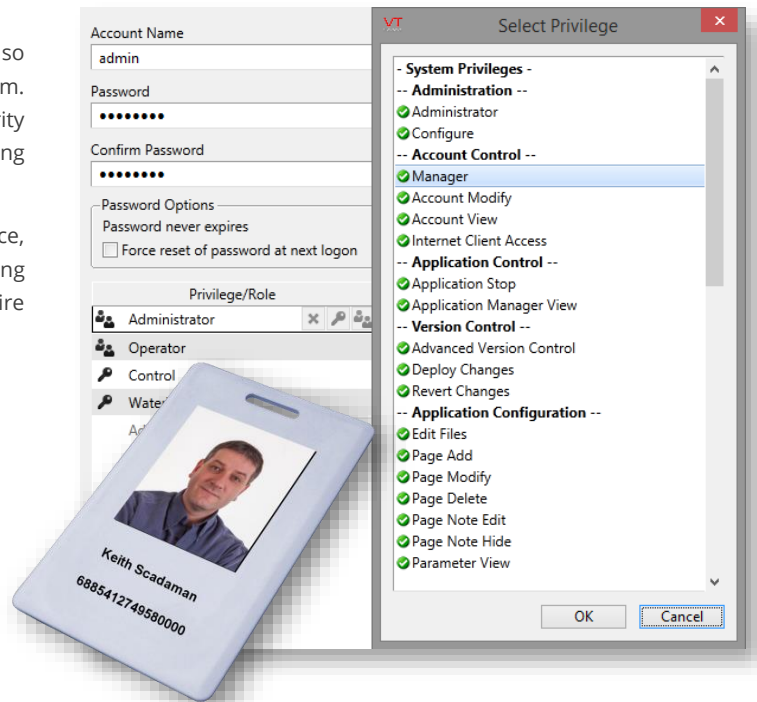 so
m.
ity
ng
ce,
ng
ire
Account Name
admin
Password
Confirm Password
Password Options
Password never expires
Force reset of password at next logon
Privilege/Role
Administrator
Operator
Control
Wate
Ad
Keith Scadaman
6885412749580000
VT
Select Privilege
- System Privileges -
-- Administration --
Administrator
Configure
-- Account Control --
Manager
Account Modify
Account View
Internet Client Access
-- Application Control --
Application Stop
Application Manager View
-- Version Control --
Advanced Version Control
Deploy Changes
Revert Changes
-- Application Configuration --
Edit Files
Page Add
Page Modify
Page Delete
Page Note Edit
Page Note Hide
Parameter View
OK
Cancel